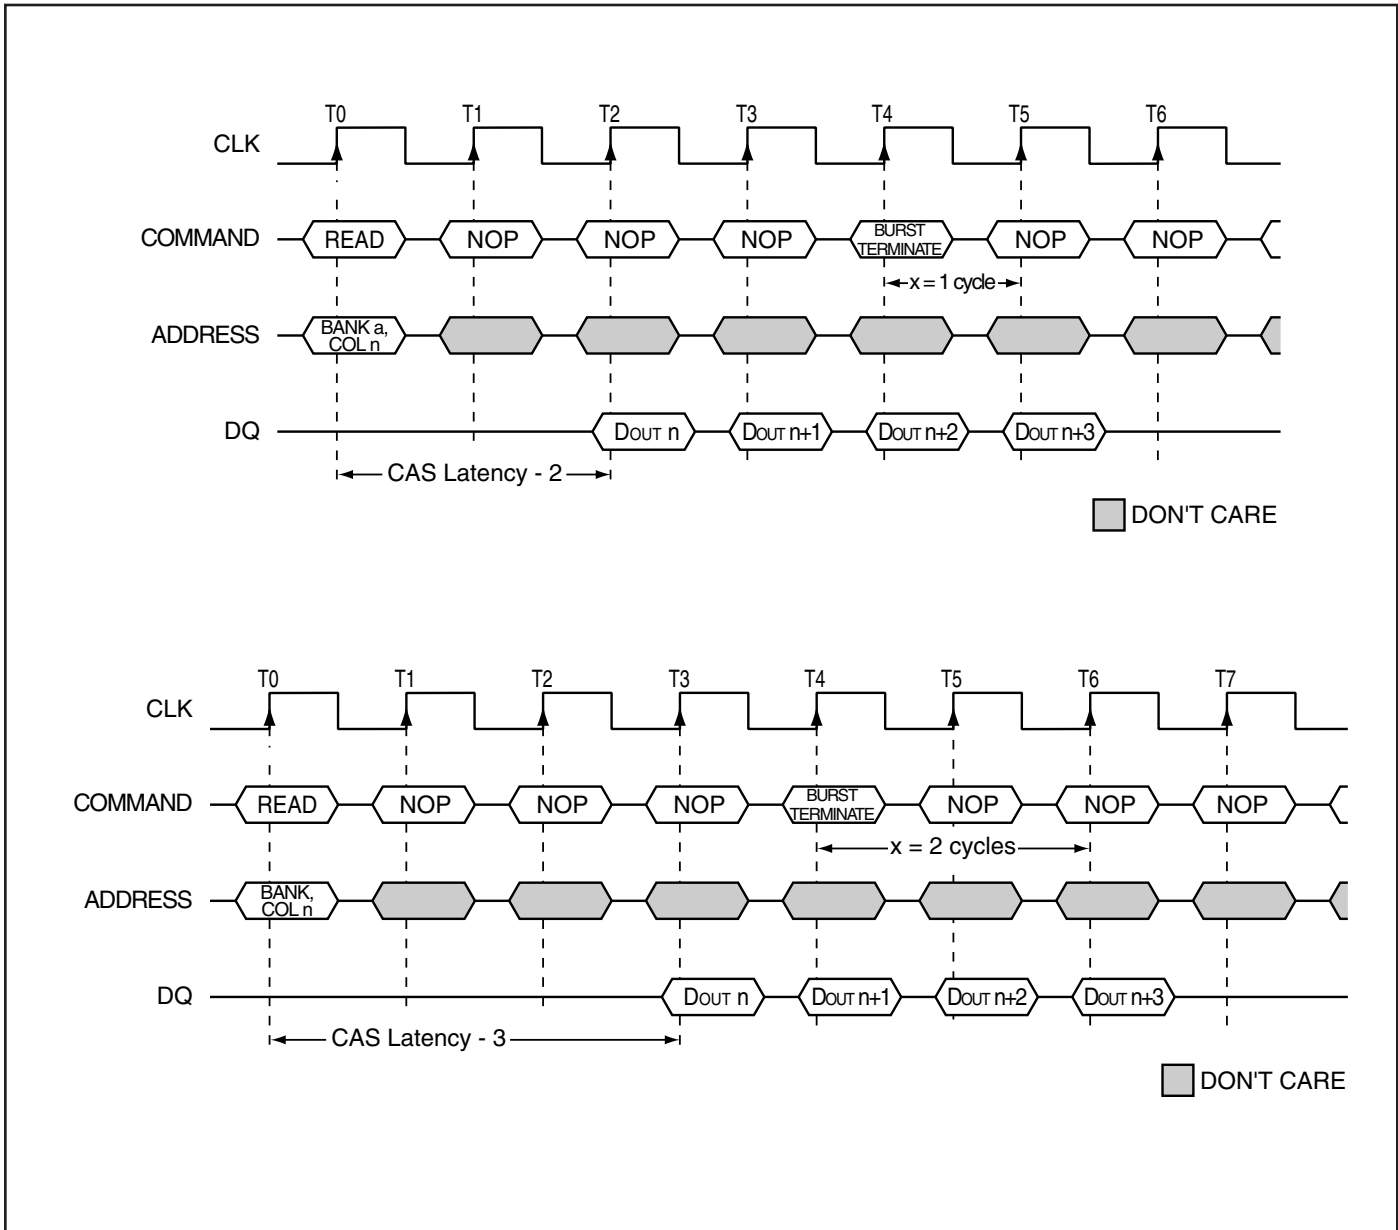 T0 T1 T2 T3 T4 T5 T6
CLK
COMMAND READ NOP NOP NOP BURST TERMINATE NOP NOP
x = 1 cycle
ADDRESS BANK a, COL n
DQ DOUT n DOUT n+1 DOUT n+2 DOUT n+3
CAS Latency - 2
DON'T CARE
T0 T1 T2 T3 T4 T5 T6 T7
CLK
COMMAND READ NOP NOP NOP BURST TERMINATE NOP NOP NOP
x = 2 cycles
ADDRESS BANK, COL n
DQ DOUT n DOUT n+1 DOUT n+2 DOUT n+3
CAS Latency - 3
DON'T CARE